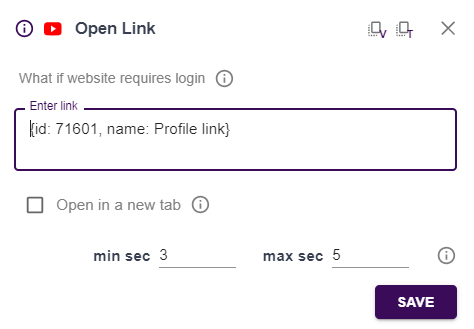 Open Link
V
T
What if website requires login
Enter link
{id: 71601, name: Profile link}
Open in a new tab
min sec 3 max sec 5
SAVE